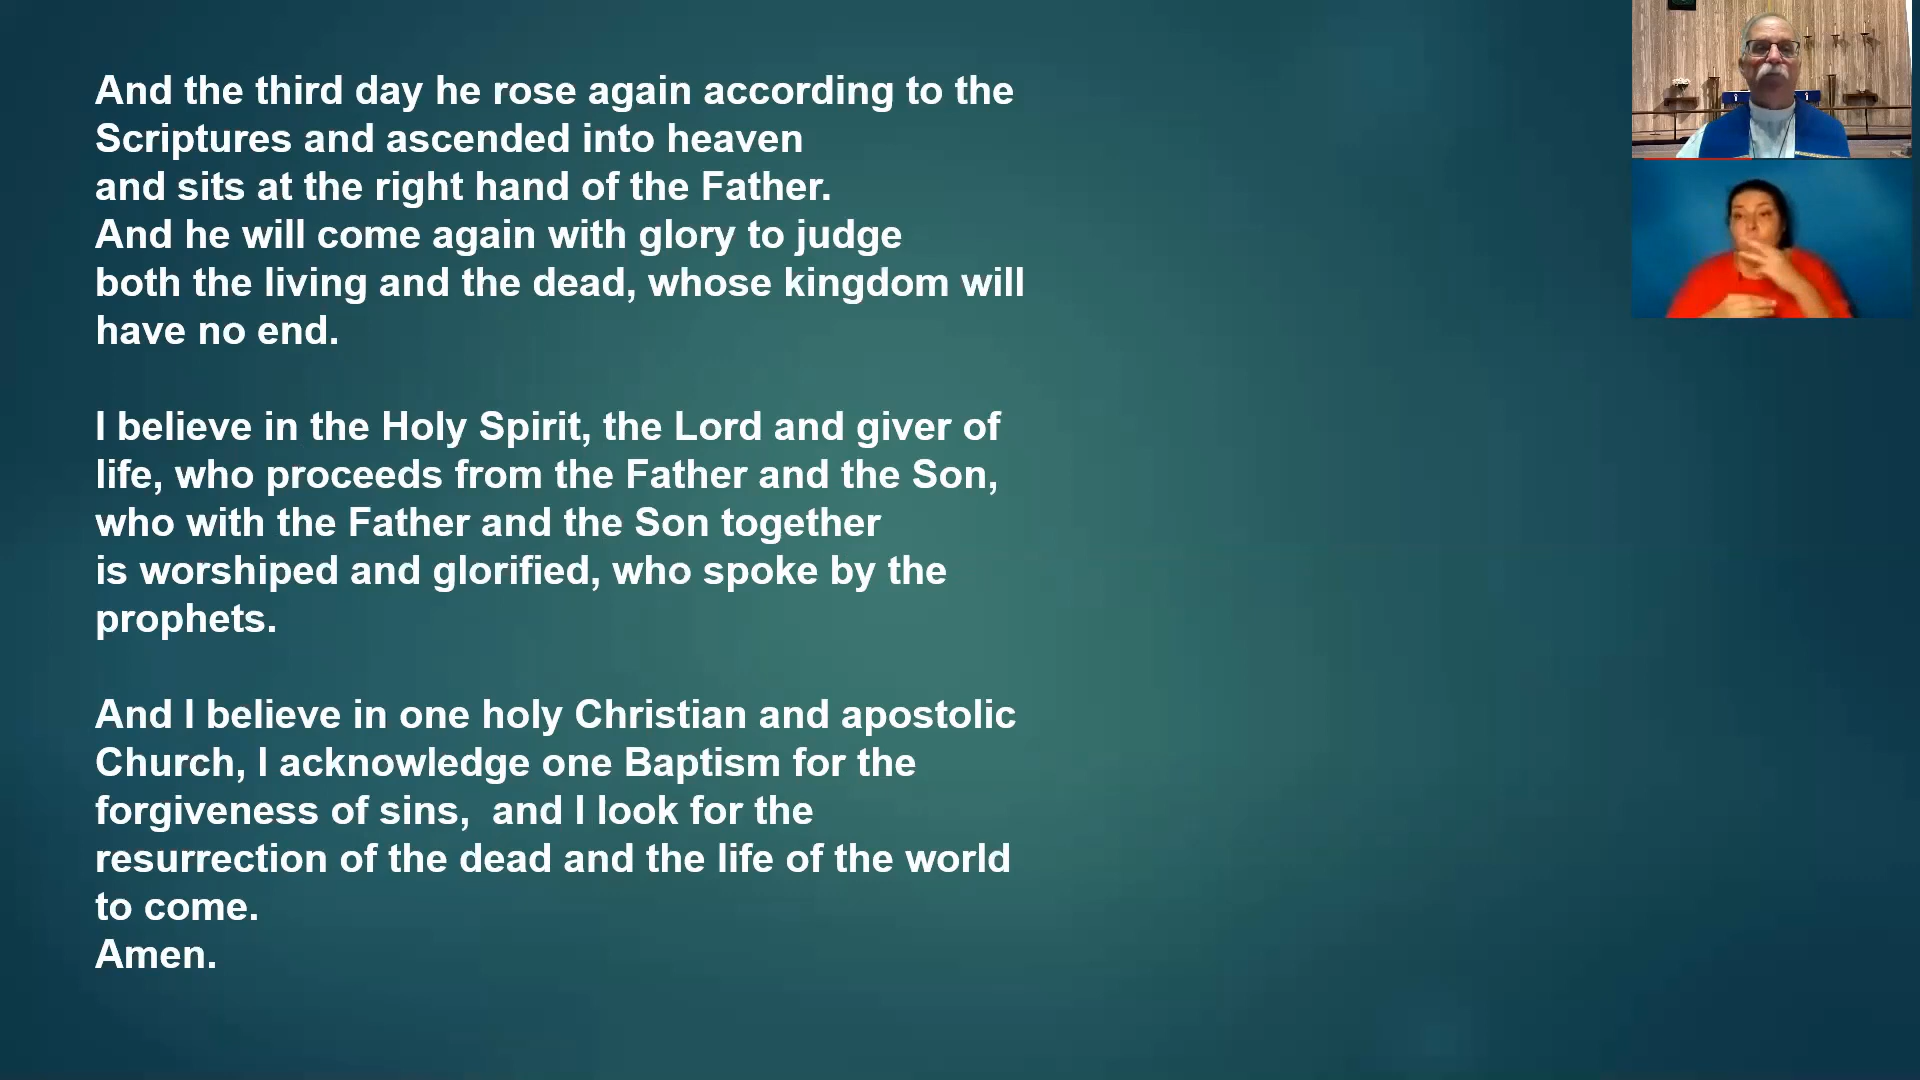 And the third day he rose again according to the
Scriptures and ascended into heaven
and sits at the right hand of the Father.
And he will come again with glory to judge
both the living and the dead, whose kingdom will
have no end.
I believe in the Holy Spirit, the Lord and giver of
life, who proceeds from the Father and the Son,
who with the Father and the Son together
is worshiped and glorified, who spoke by the
prophets.
And I believe in one holy Christian and apostolic
Church, I acknowledge one Baptism for the
forgiveness of sins,  and I look for the
resurrection of the dead and the life of the world
to come.
Amen.